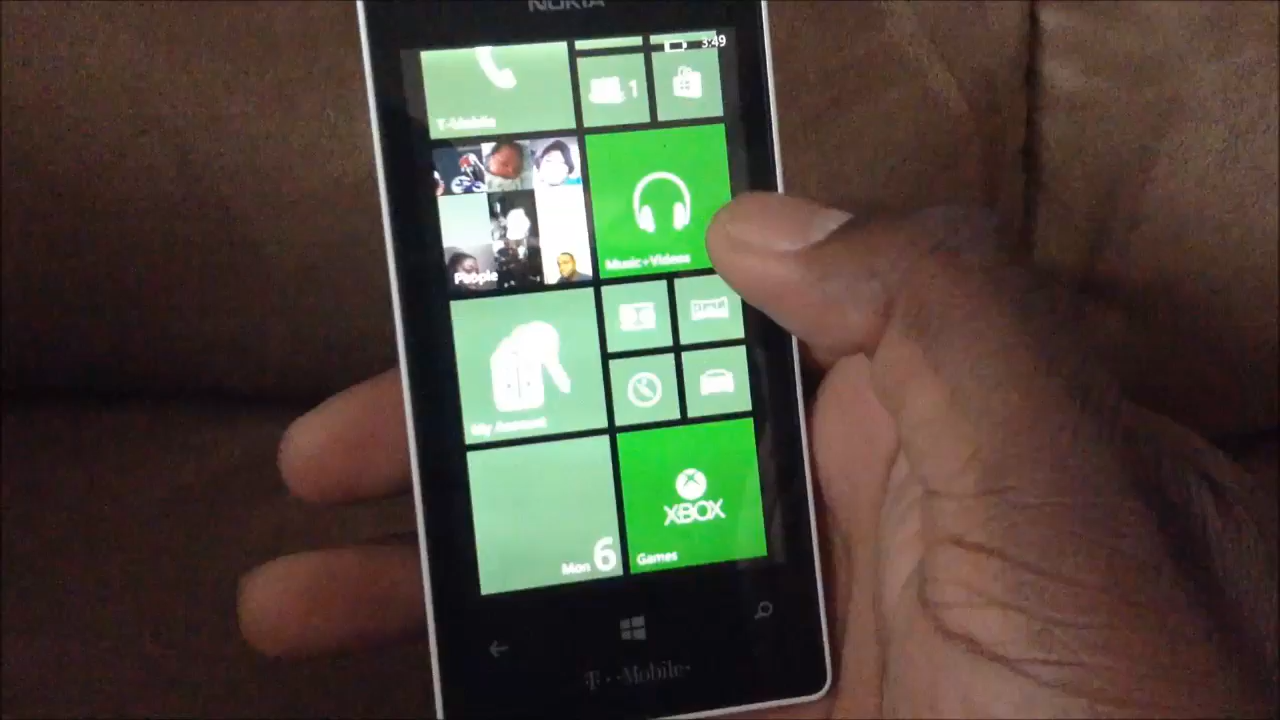 NOKIA
3:49
1
T-Mobile
Music+Videos
People
My Account
XBOX
Mon 6
Games
T··Mobile·